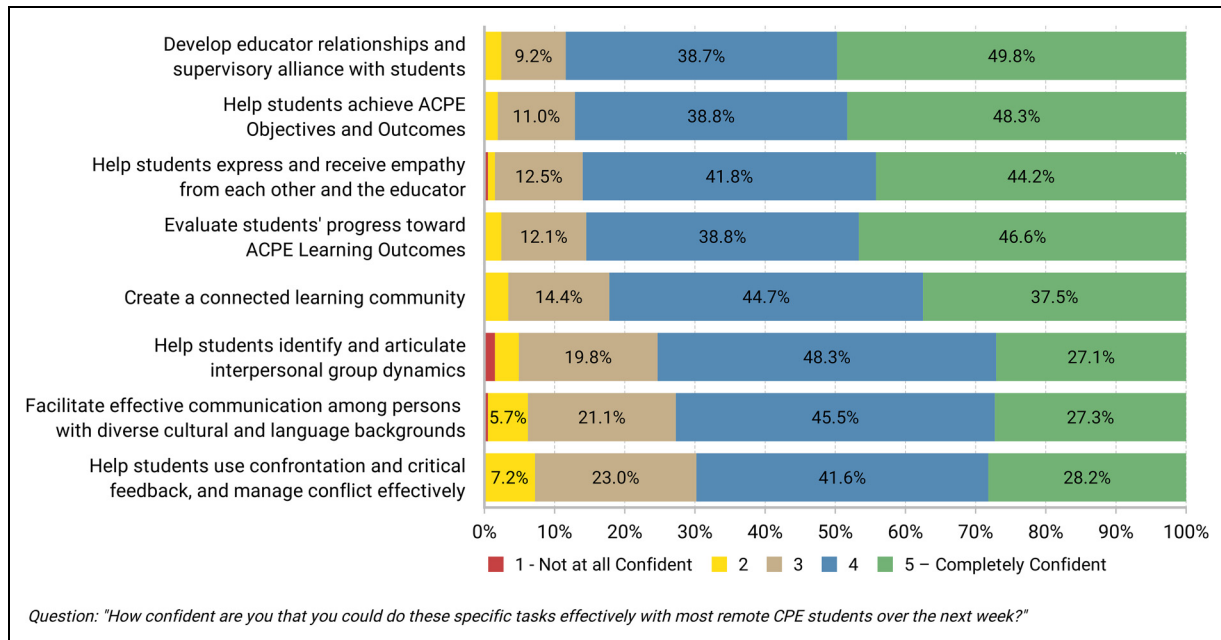 Develop educator relationships and
supervisory alliance with students
9.2% 38.7% 49.8%
Help students achieve ACPE
Objectives and Outcomes
11.0% 38.8% 48.3%
Help students express and receive empathy
from each other and the educator
12.5% 41.8% 44.2%
Evaluate students' progress toward
ACPE Learning Outcomes
12.1% 38.8% 46.6%
Create a connected learning community
14.4% 44.7% 37.5%
Help students identify and articulate
interpersonal group dynamics
19.8% 48.3% 27.1%
Facilitate effective communication among persons
with diverse cultural and language backgrounds
5.7% 21.1% 45.5% 27.3%
Help students use confrontation and critical
feedback, and manage conflict effectively
7.2% 23.0% 41.6% 28.2%
0% 10% 20% 30% 40% 50% 60% 70% 80% 90% 100%
1 - Not at all Confident 2 3 4 5 – Completely Confident
Question: "How confident are you that you could do these specific tasks effectively with most remote CPE students over the next week?"